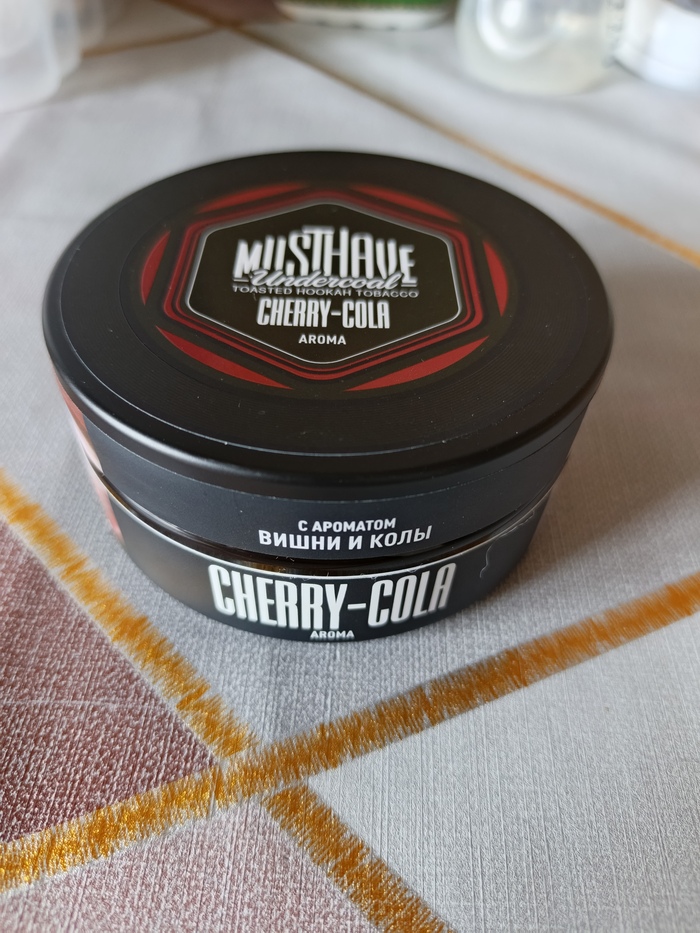 MUSTHAVE
Undercoal
TOASTED HOOKAH TOBACCO
CHERRY-COLA
AROMA
С АРОМАТОМ
ВИШНИ И КОЛЫ
CHERRY-COLA
AROMA